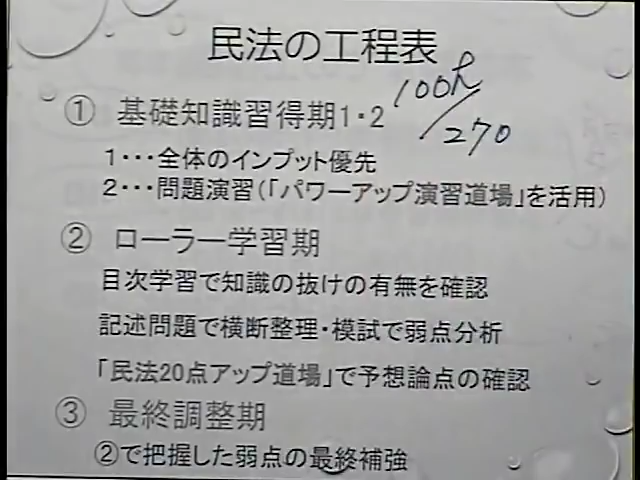 民法の工程表
100h/270
① 基礎知識習得期1・2
1・・・全体のインプット優先
2・・・問題演習(「パワーアップ演習道場」を活用)
② ローラー学習期
目次学習で知識の抜けの有無を確認
記述問題で横断整理・模試で弱点分析
「民法20点アップ道場」で予想論点の確認
③ 最終調整期
②で把握した弱点の最終補強